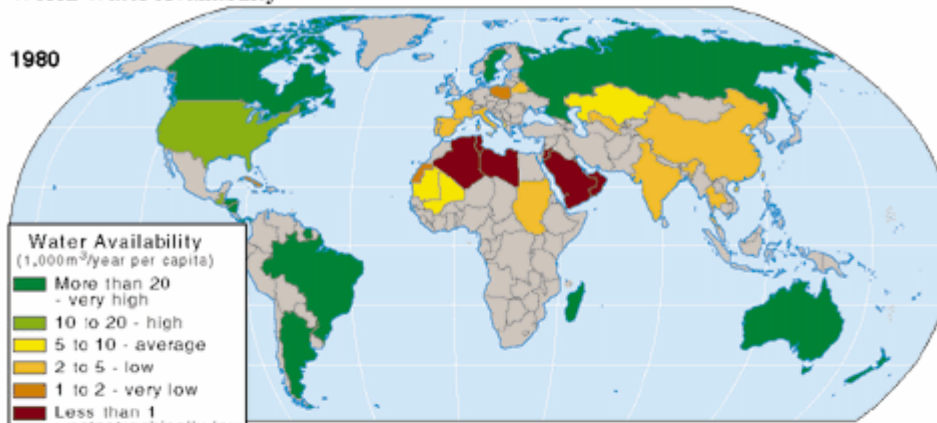 1980
Water Availability
(1,000m³/year per capita)
More than 20
- very high
10 to 20 - high
5 to 10 - average
2 to 5 - low
1 to 2 - very low
Less than 1